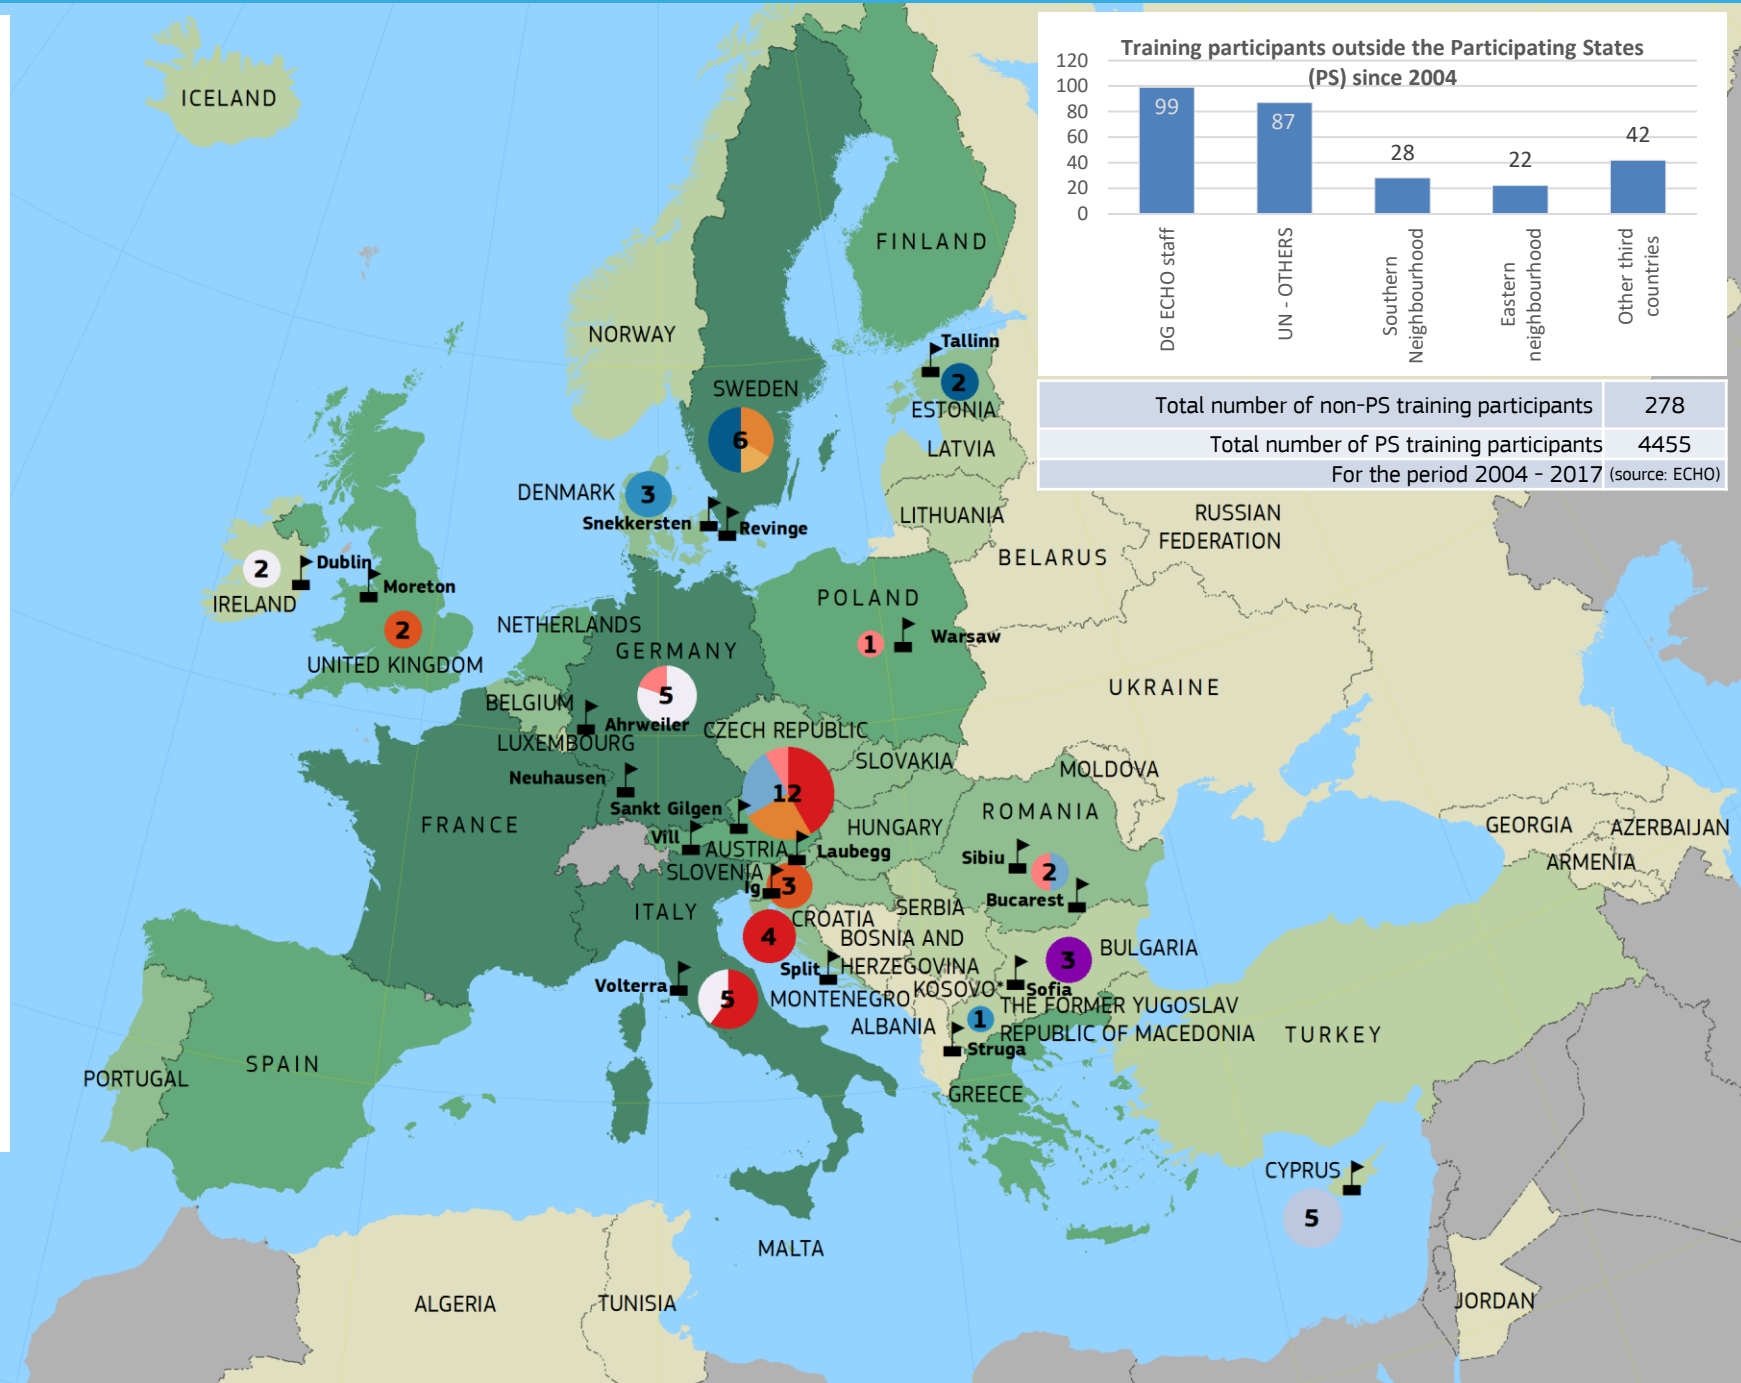 Training participants outside the Participating States
(PS) since 2004
120
100
80
60
40
20
0
99
87
28
22
42
DG ECHO staff
UN - OTHERS
Southern
Neighbourhood
Eastern
neighbourhood
Other third
countries
Total number of non-PS training participants 278
Total number of PS training participants 4455
For the period 2004 - 2017 (source: ECHO)
ICELAND
FINLAND
NORWAY
Tallinn
2
SWEDEN
ESTONIA
6
LATVIA
DENMARK
3
Snekkersten
Revinge
LITHUANIA
RUSSIAN
FEDERATION
BELARUS
2
Dublin
Moreton
IRELAND
2
UNITED KINGDOM
POLAND
NETHERLANDS
GERMANY
1
Warsaw
UKRAINE
5
BELGIUM
Ahrweiler
CZECH REPUBLIC
LUXEMBOURG
SLOVAKIA
MOLDOVA
Neuhausen
12
Sankt Gilgen
ROMANIA
FRANCE
HUNGARY
GEORGIA
AZERBAIJAN
Vill
AUSTRIA
Laubegg
Sibiu
ARMENIA
SLOVENIA
2
Ig
3
Bucarest
ITALY
SERBIA
CROATIA
4
BOSNIA AND
HERZEGOVINA
3
BULGARIA
Split
Volterra
KOSOVO*
Sofia
5
MONTENEGRO
THE FORMER YUGOSLAV
REPUBLIC OF MACEDONIA
1
ALBANIA
Struga
TURKEY
SPAIN
PORTUGAL
GREECE
CYPRUS
5
MALTA
ALGERIA
TUNISIA
JORDAN